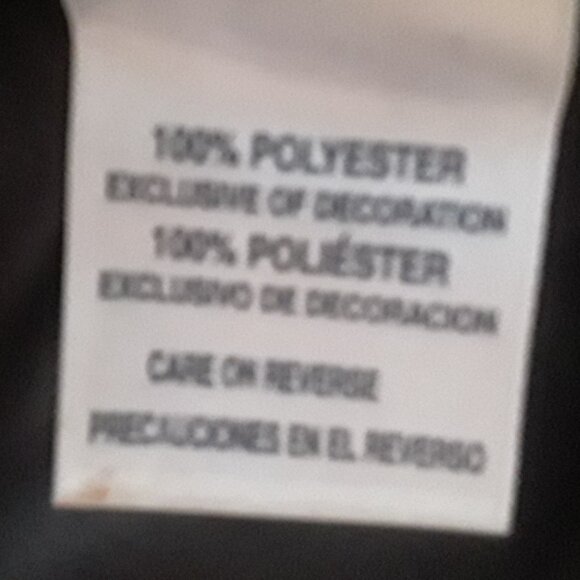 100% POLYESTER
EXCLUSIVE OF DECORATION
100% POLIÉSTER
EXCLUSIVO DE DECORACION
CARE ON REVERSE
PRECAUCIONES EN EL REVERSO